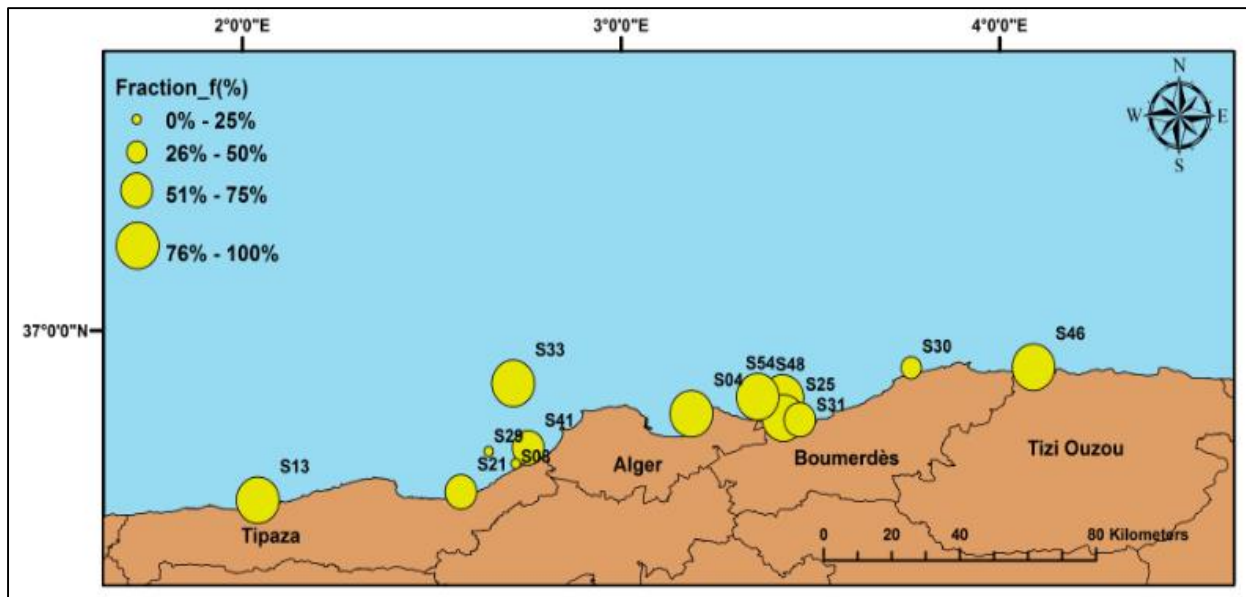 2°0'0"E
3°0'0"E
4°0'0"E
37°0'0"N
Fraction_f(%)
0% - 25%
26% - 50%
51% - 75%
76% - 100%
N
W
E
S
S33
S54
S48
S30
S46
S04
S25
S31
S41
S29
S08
S21
S13
Alger
Boumerdès
Tizi Ouzou
Tipaza
0
20
40
80 Kilometers